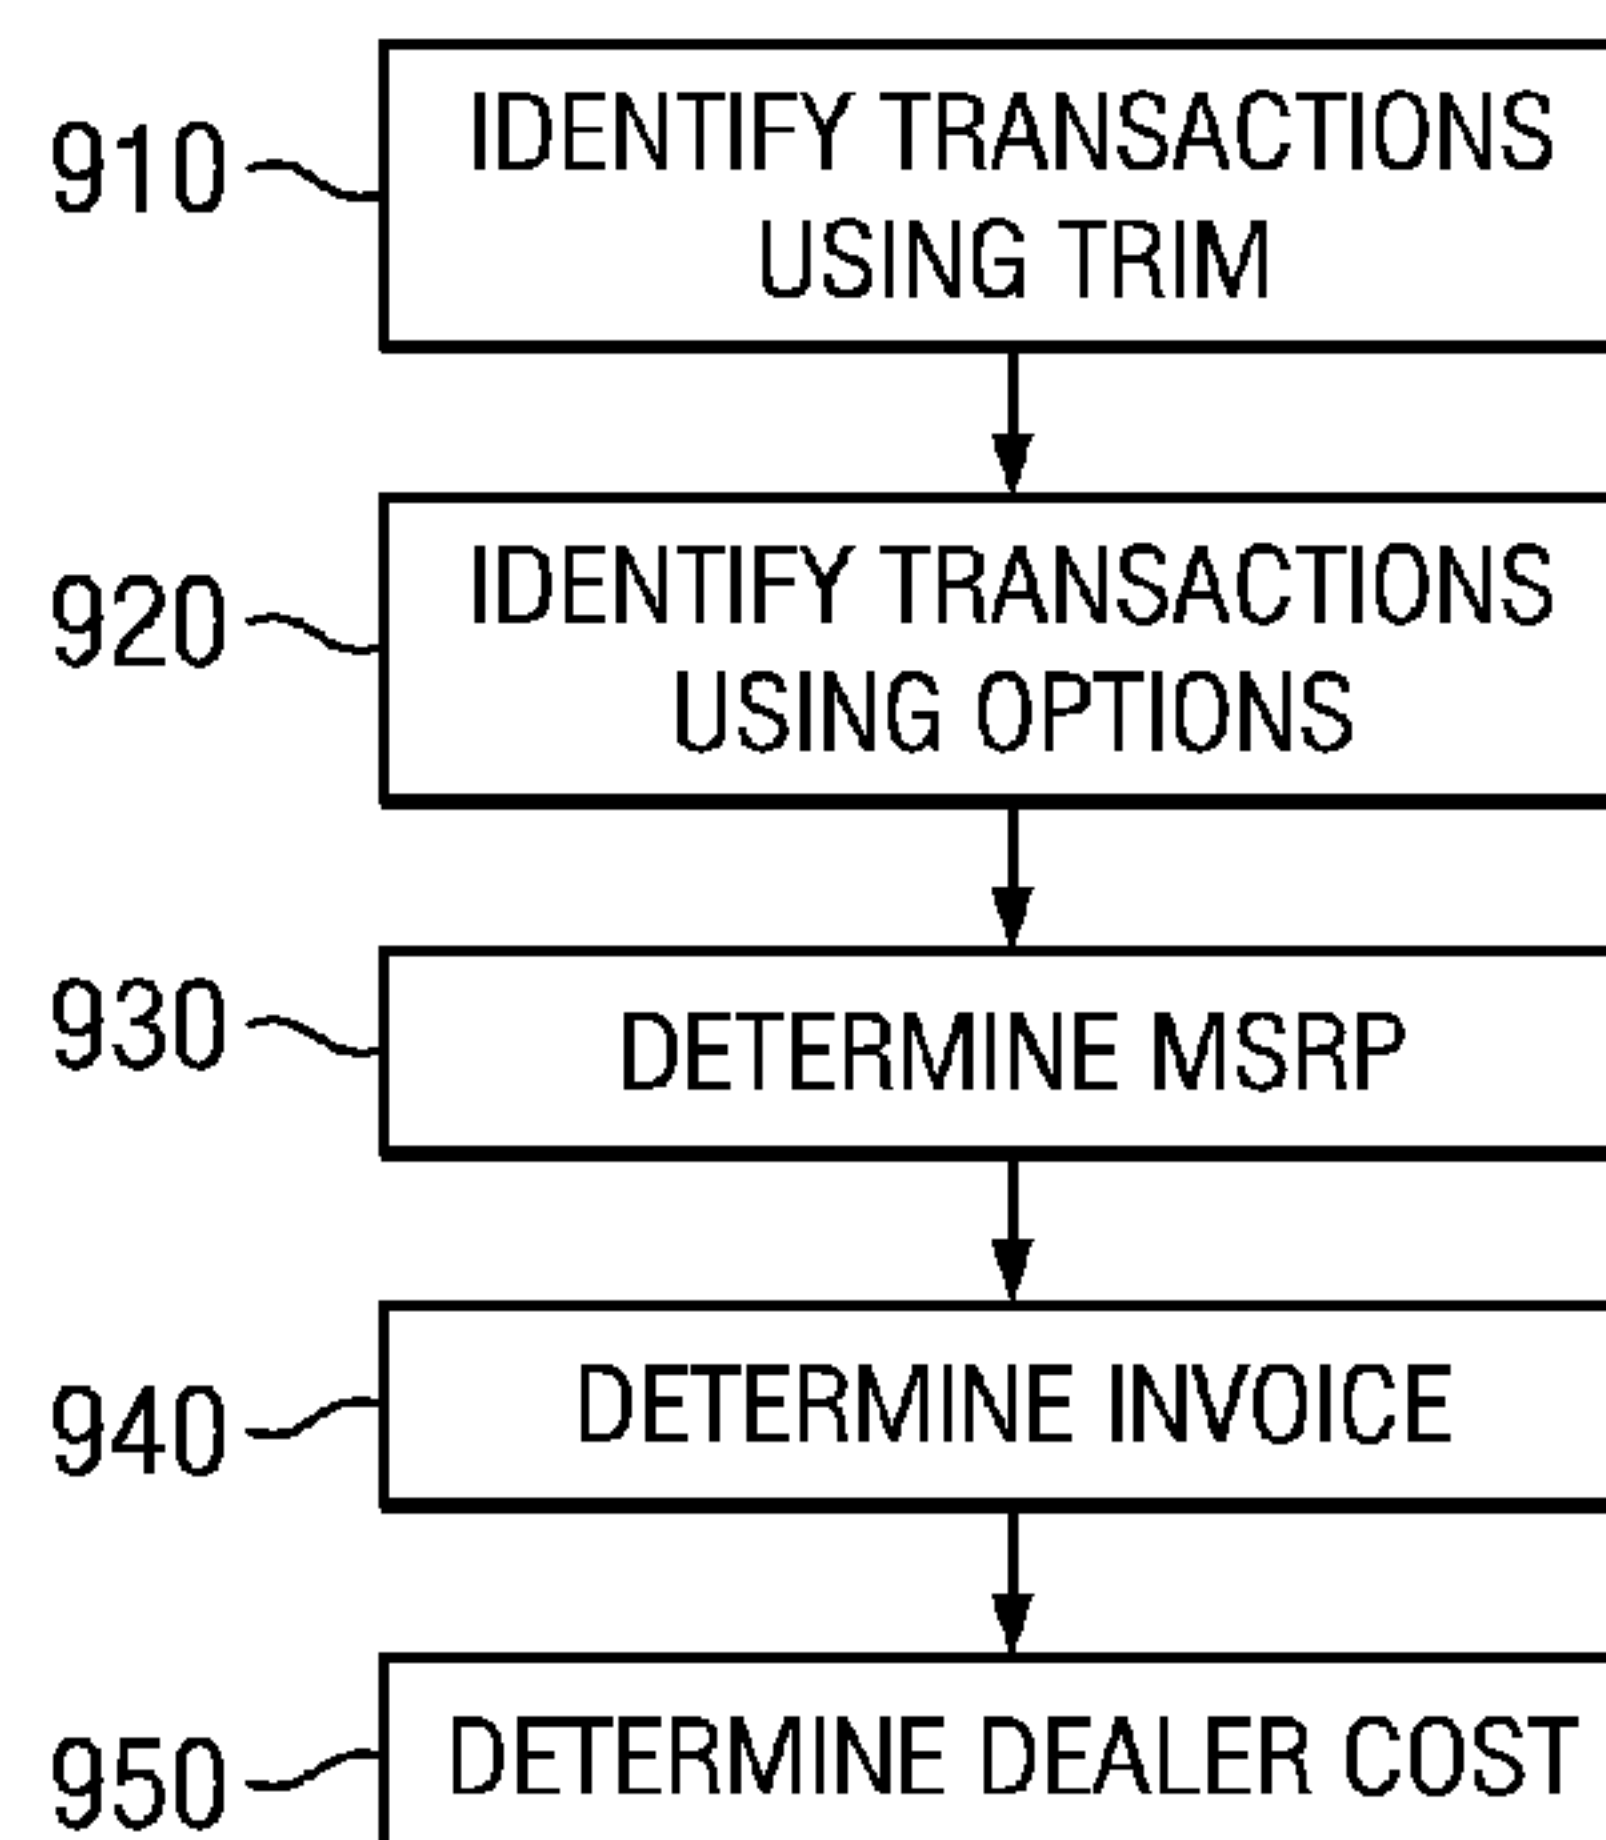 910
IDENTIFY TRANSACTIONS
USING TRIM
920
IDENTIFY TRANSACTIONS
USING OPTIONS
930
DETERMINE MSRP
940
DETERMINE INVOICE
950
DETERMINE DEALER COST